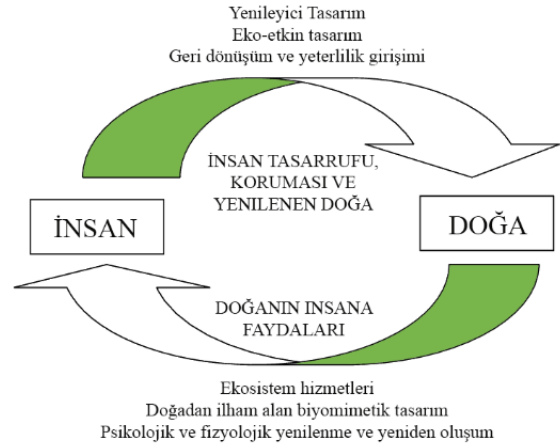 Yenileyici Tasarım
Eko-etkin tasarım
Geri dönüşüm ve yeterlilik girişimi
İNSAN TASARRUFU,
KORUMASI VE
YENİLENEN DOĞA
İNSAN
DOĞA
DOĞANIN INSANA
FAYDALARI
Ekosistem hizmetleri
Doğadan ilham alan biyomimetik tasarım
Psikolojik ve fizyolojik yenilenme ve yeniden oluşum